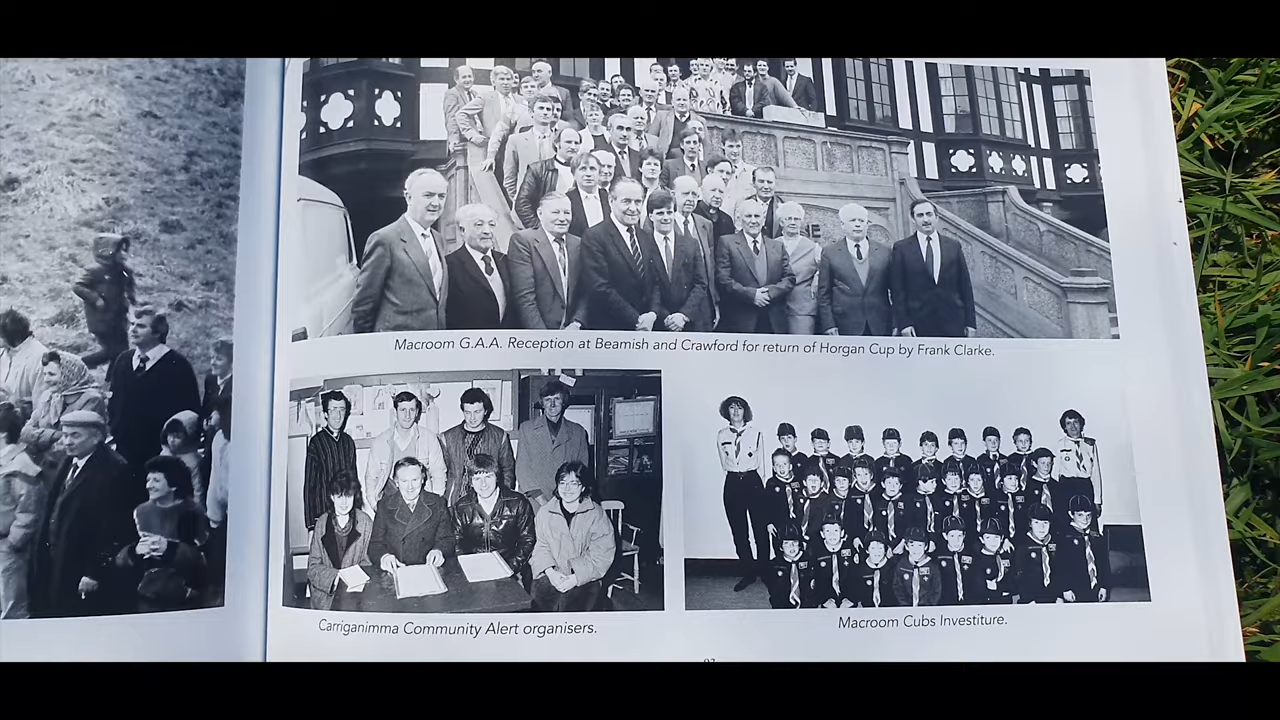 Macroom G.A.A. Reception at Beamish and Crawford for return of Horgan Cup by Frank Clarke.
Carriganimma Community Alert organisers.
Macroom Cubs Investiture.